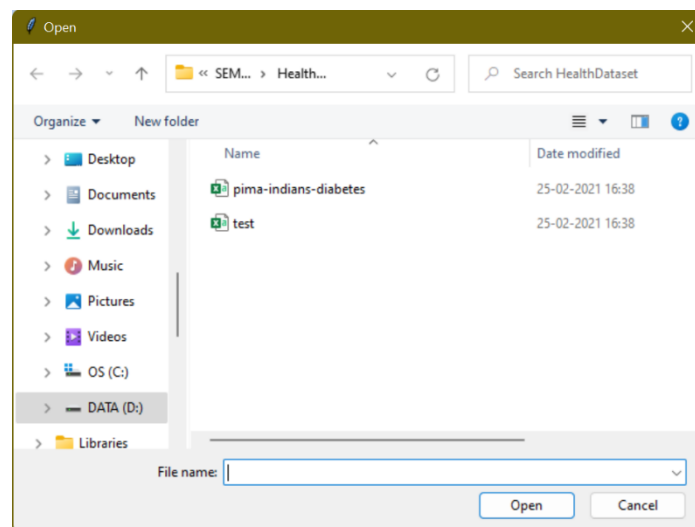 Open
« SEM... › Health...
Search HealthDataset
Organize
New folder
Name
Date modified
Desktop
Documents
Downloads
Music
Pictures
Videos
OS (C:)
DATA (D:)
Libraries
pima-indians-diabetes 25-02-2021 16:38
test 25-02-2021 16:38
File name:
Open
Cancel